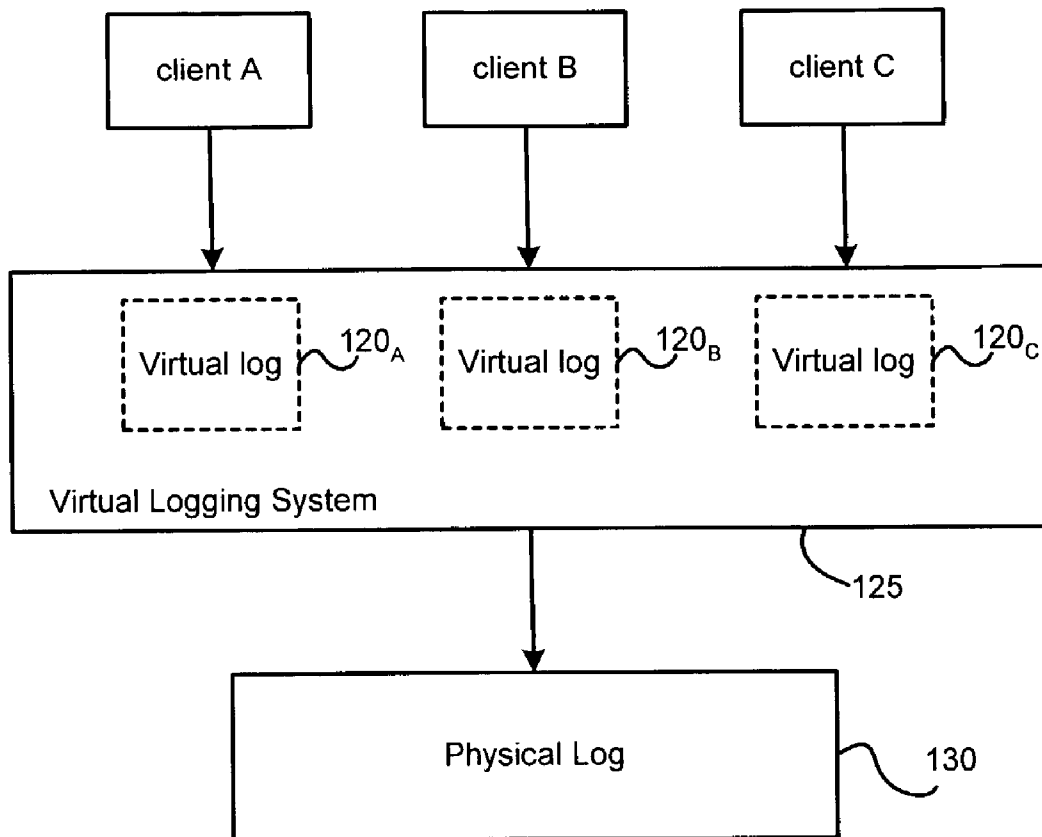 client A
client B
client C
Virtual log
120A
Virtual log
120B
Virtual log
120C
Virtual Logging System
125
Physical Log
130